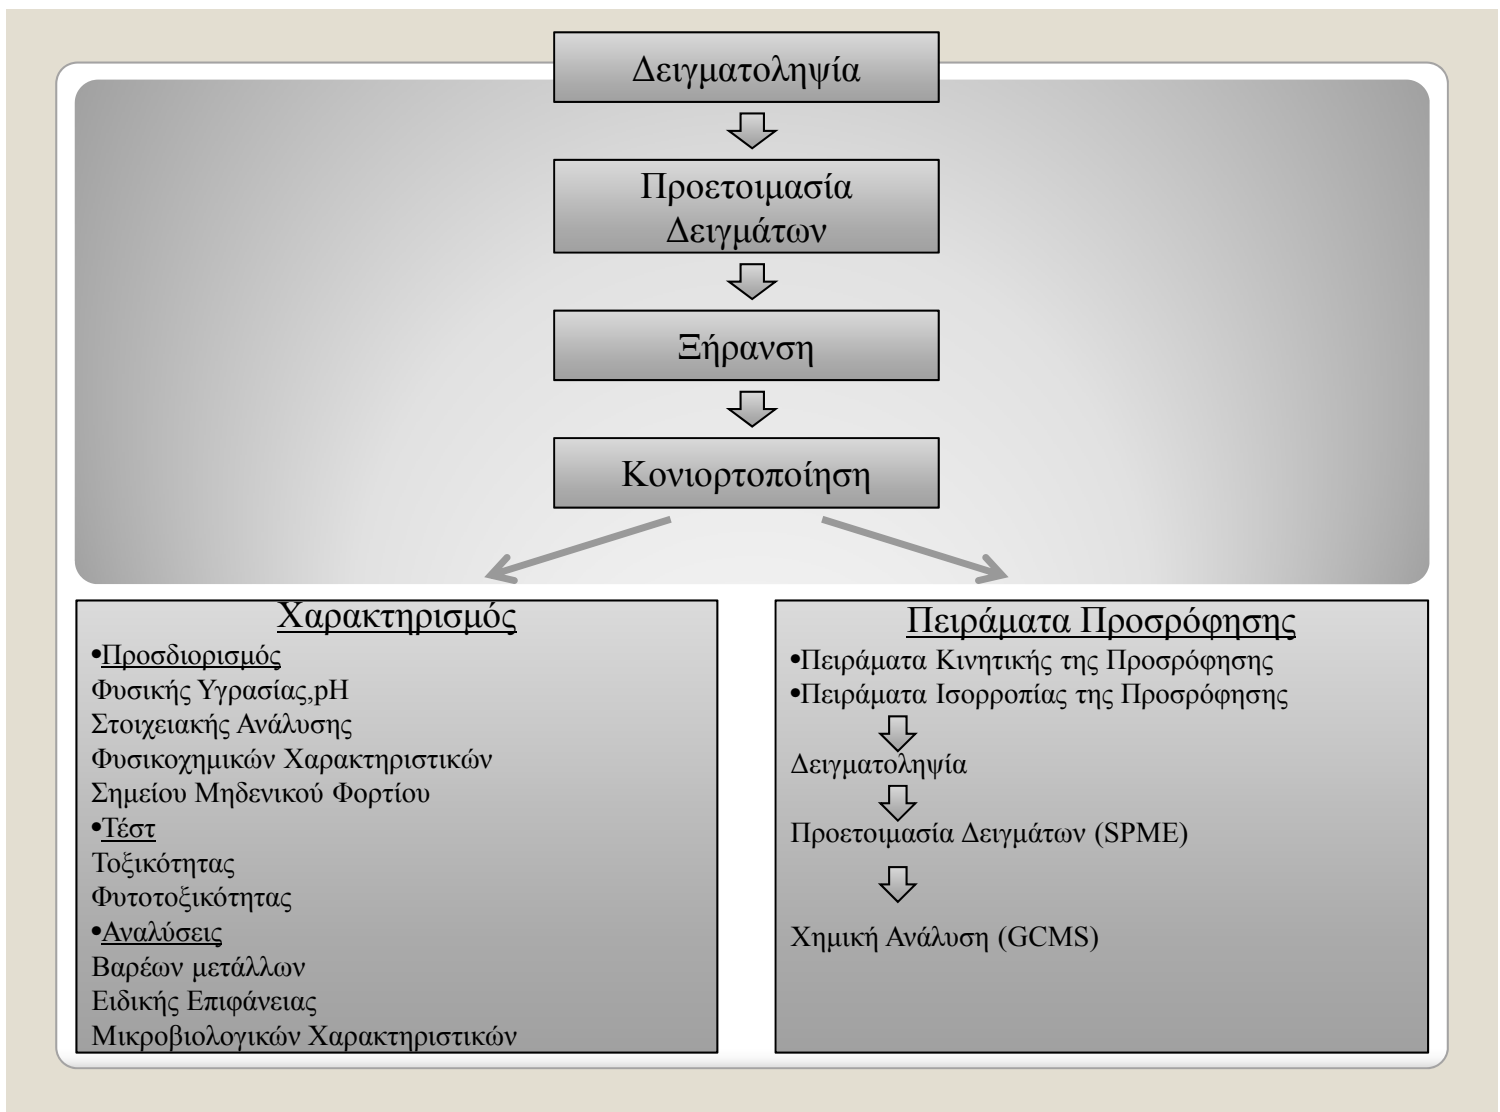 Δειγματοληψία
Προετοιμασία
Δειγμάτων
Ξήρανση
Κονιορτοποίηση
Χαρακτηρισμός
•Προσδιορισμός
Φυσικής Υγρασίας,pH
Στοιχειακής Ανάλυσης
Φυσικοχημικών Χαρακτηριστικών
Σημείου Μηδενικού Φορτίου
•Τέστ
Τοξικότητας
Φυτοτοξικότητας
•Αναλύσεις
Βαρέων μετάλλων
Ειδικής Επιφάνειας
Μικροβιολογικών Χαρακτηριστικών
Πειράματα Προσρόφησης
•Πειράματα Κινητικής της Προσρόφησης
•Πειράματα Ισορροπίας της Προσρόφησης
Δειγματοληψία
Προετοιμασία Δειγμάτων (SPME)
Χημική Ανάλυση (GCMS)